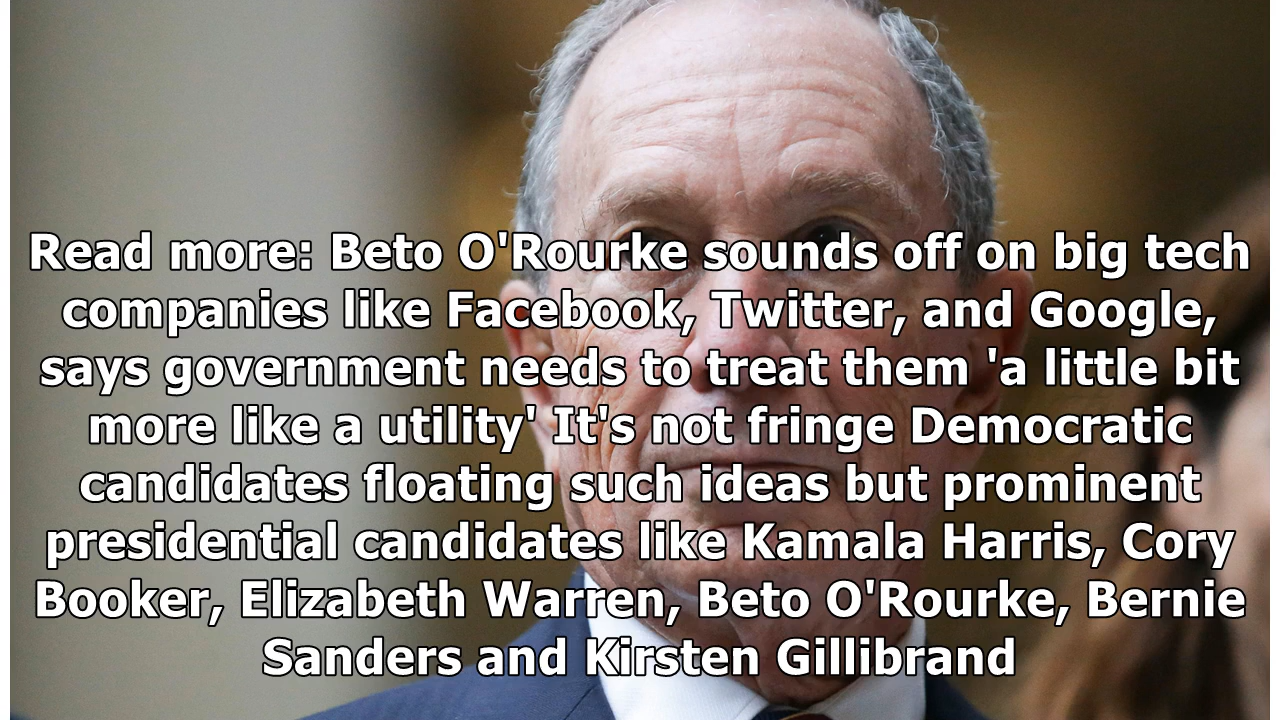 Read more: Beto O'Rourke sounds off on big tech
companies like Facebook, Twitter, and Google,
says government needs to treat them 'a little bit
more like a utility' It's not fringe Democratic
candidates floating such ideas but prominent
presidential candidates like Kamala Harris, Cory
Booker, Elizabeth Warren, Beto O'Rourke, Bernie
Sanders and Kirsten Gillibrand